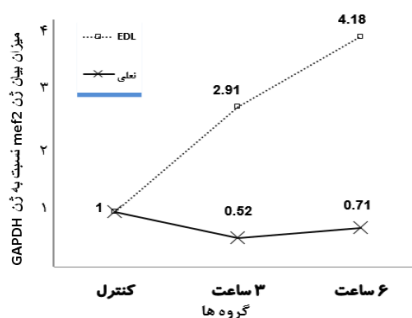 میزان بیان ژن mef2 نسبت به ژن GAPDH
۴
۳
۲
۱
EDL
نعلی
4.18
2.91
1
0.52
0.71
کنترل
۳ ساعت
۶ ساعت
گروه ها